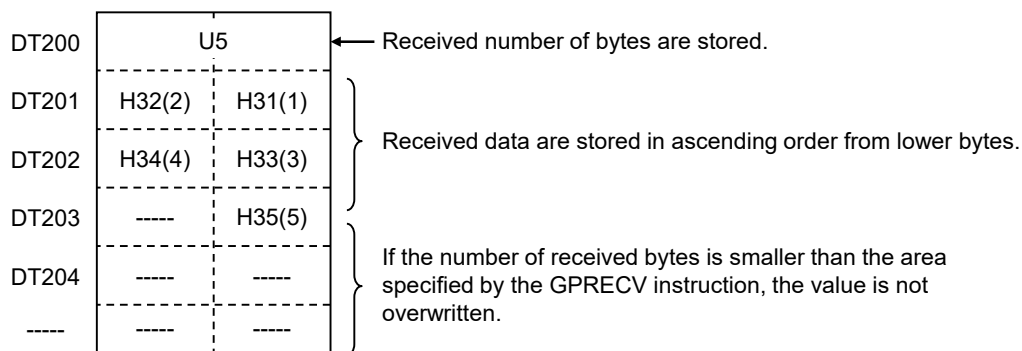 DT200 U5 Received number of bytes are stored.
DT201 H32(2) H31(1)
Received data are stored in ascending order from lower bytes.
DT202 H34(4) H33(3)
DT203 ----- H35(5)
If the number of received bytes is smaller than the area
DT204 ----- -----
specified by the GPRECV instruction, the value is not
overwritten.
----- ----- -----